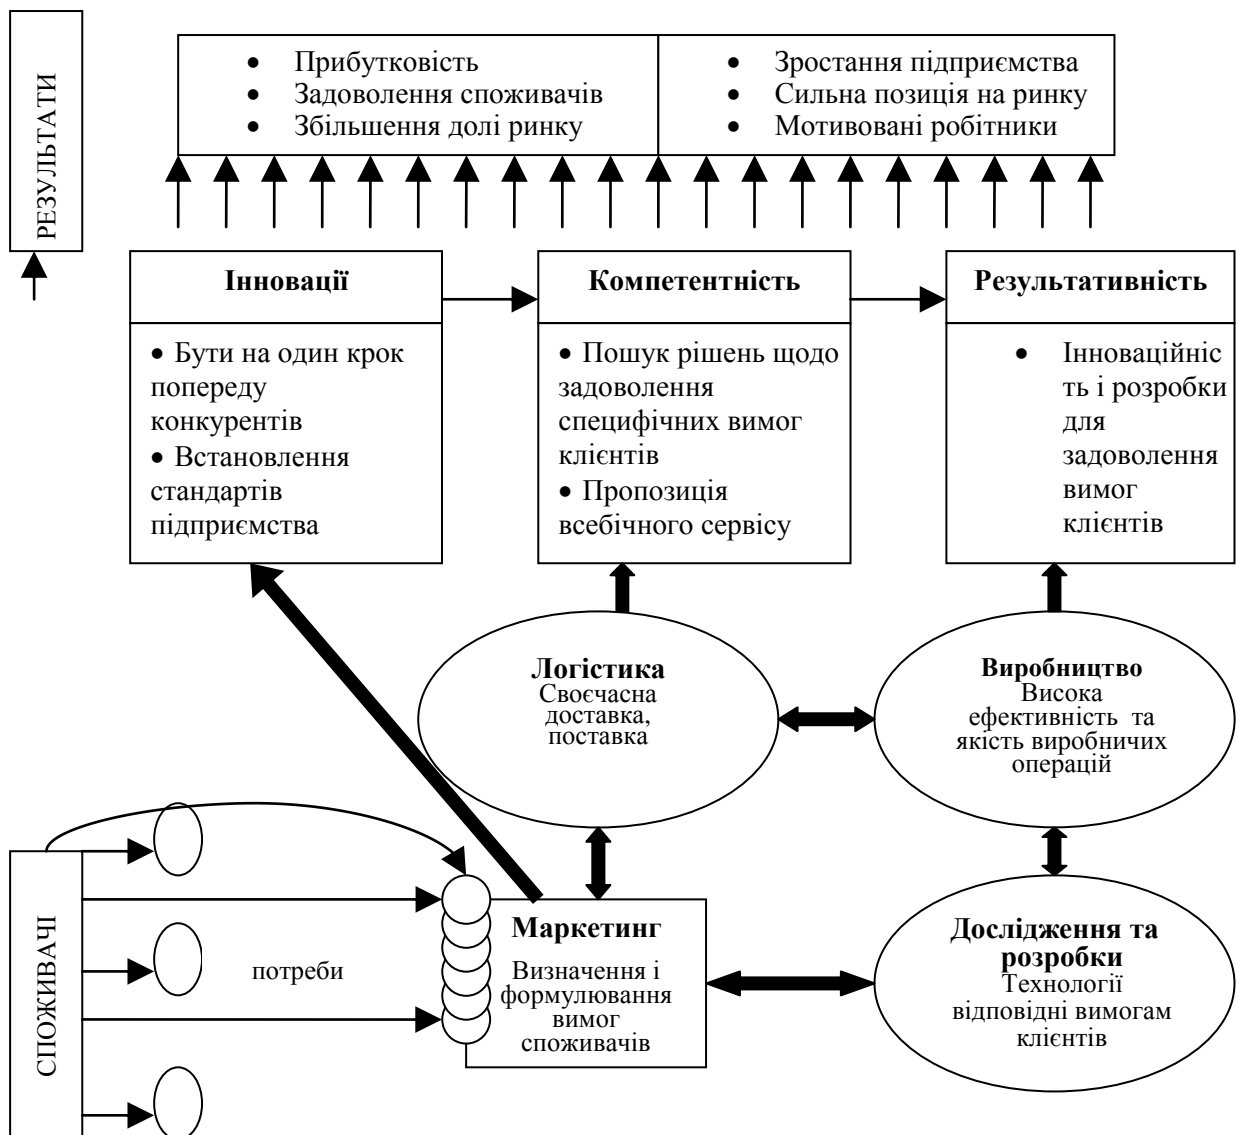 РЕЗУЛЬТАТИ
• Прибутковість
• Задоволення споживачів
• Збільшення долі ринку
• Зростання підприємства
• Сильна позиція на ринку
• Мотивовані робітники
Інновації
• Бути на один крок
попереду
конкурентів
• Встановлення
стандартів
підприємства
Компетентність
• Пошук рішень щодо
задоволення
специфічних вимог
клієнтів
• Пропозиція
всебічного сервісу
Результативність
• Інноваційніс
ть і розробки
для
задоволення
вимог
клієнтів
Логістика
Своєчасна
доставка,
поставка
Виробництво
Висока
ефективність та
якість виробничих
операцій
СПОЖИВАЧІ
потреби
Маркетинг
Визначення і
формулювання
вимог
споживачів
Дослідження та
розробки
Технології
відповідні вимогам
клієнтів